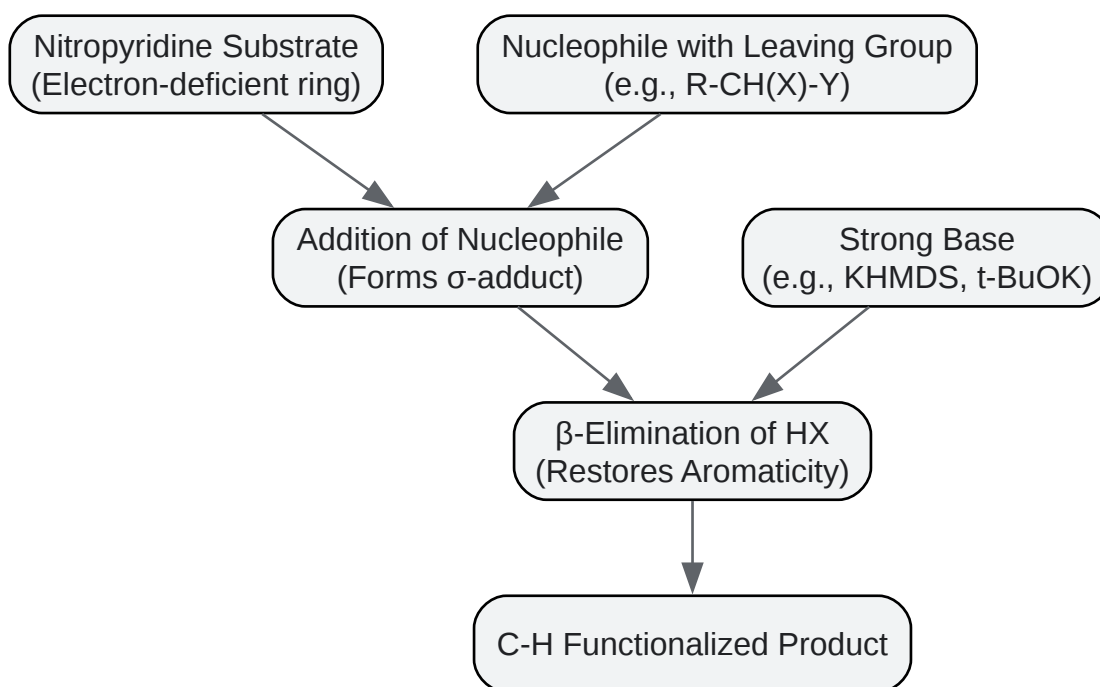 Nitropyridine Substrate
(Electron-deficient ring)
Nucleophile with Leaving Group
(e.g., R-CH(X)-Y)
Addition of Nucleophile
(Forms σ-adduct)
Strong Base
(e.g., KHMDS, t-BuOK)
β-Elimination of HX
(Restores Aromaticity)
C-H Functionalized Product